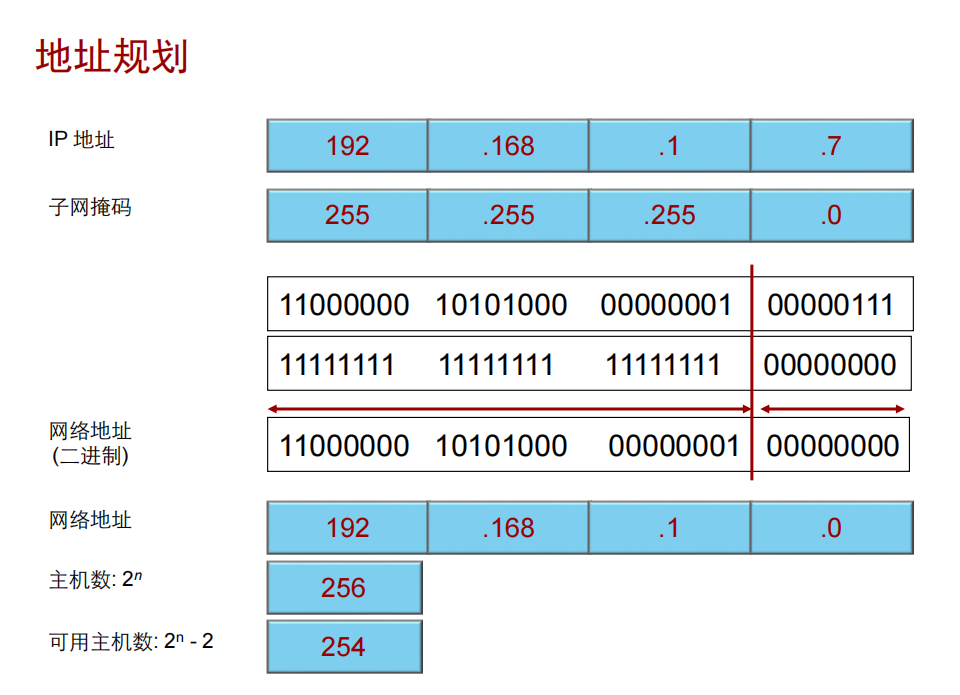 地址规划
IP 地址 192 .168 .1 .7
子网掩码 255 .255 .255 .0
11000000 10101000 00000001 00000111
11111111 11111111 11111111 00000000
网络地址
(二进制)
11000000 10101000 00000001 00000000
网络地址 192 .168 .1 .0
主机数: 2ⁿ 256
可用主机数: 2ⁿ - 2 254